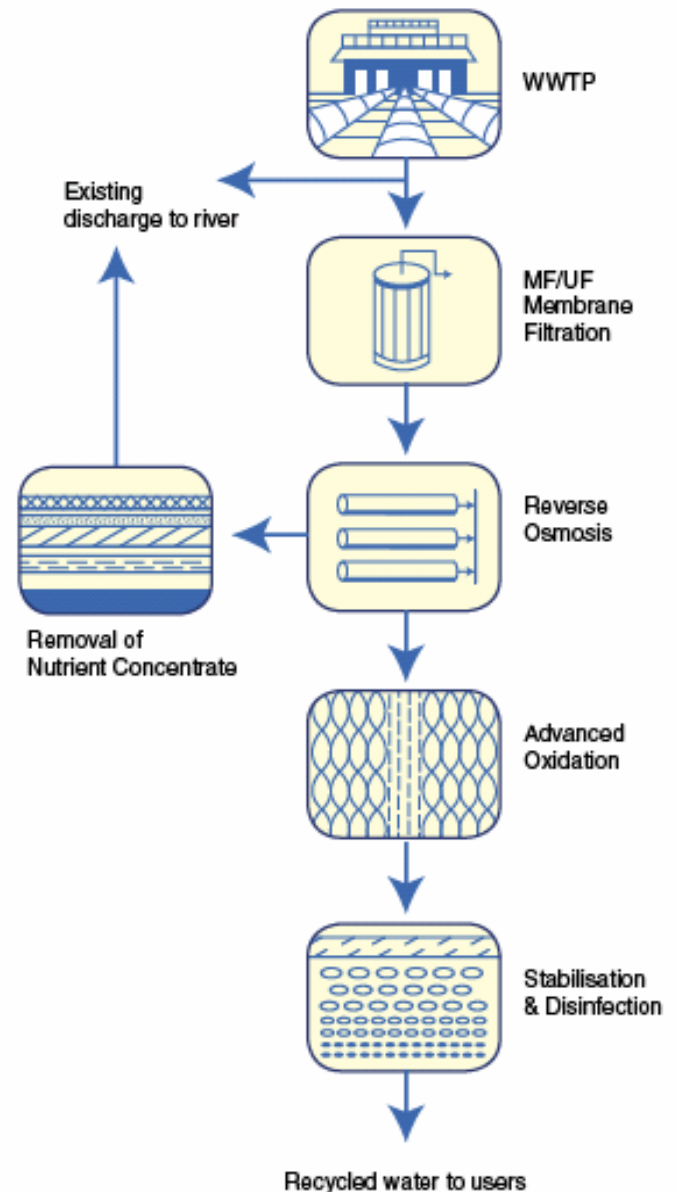 WWTP
Existing
discharge to river
MF/UF
Membrane
Filtration
Reverse
Osmosis
Removal of
Nutrient Concentrate
Advanced
Oxidation
Stabilisation
& Disinfection
Recycled water to users